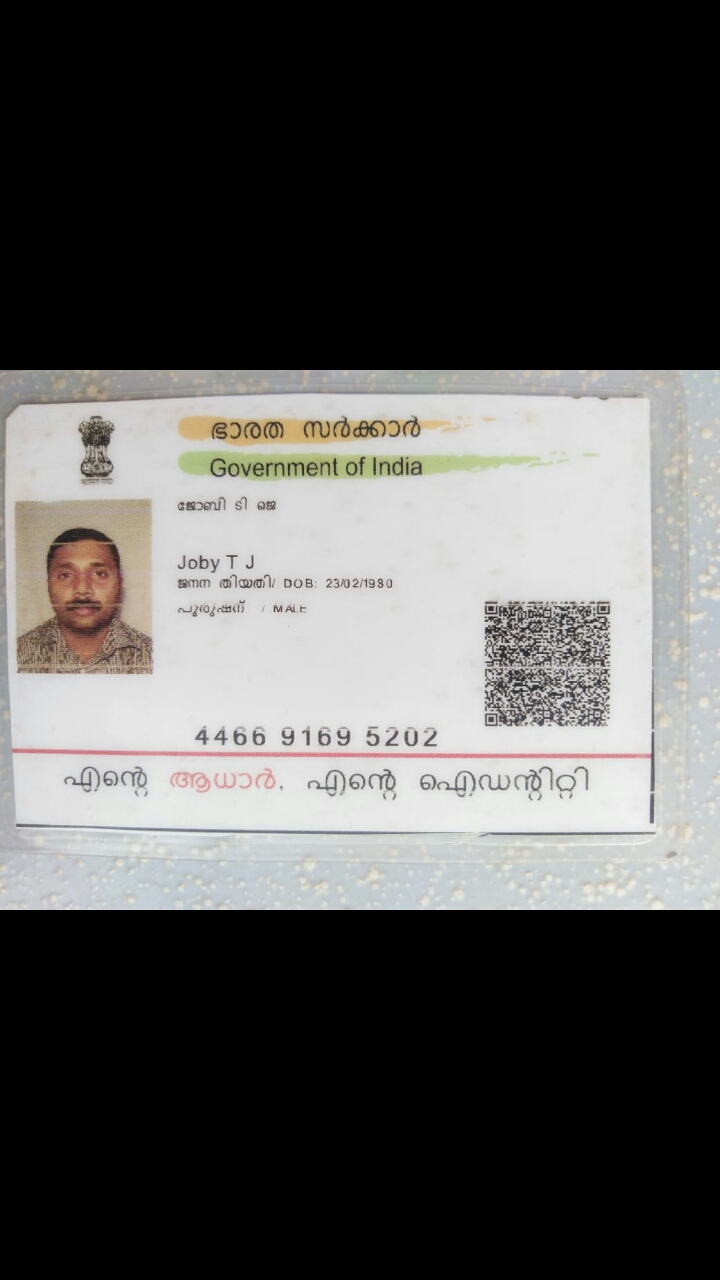 ഭാരത സർക്കാർ
Government of India
ജോബി ടി ജെ
Joby T J
ജനന തിയതി/ DOB: 23/02/1980
പുരുഷന് / MALE
4466 9169 5202
എന്റെ ആധാർ, എന്റെ ഐഡന്റിറ്റി